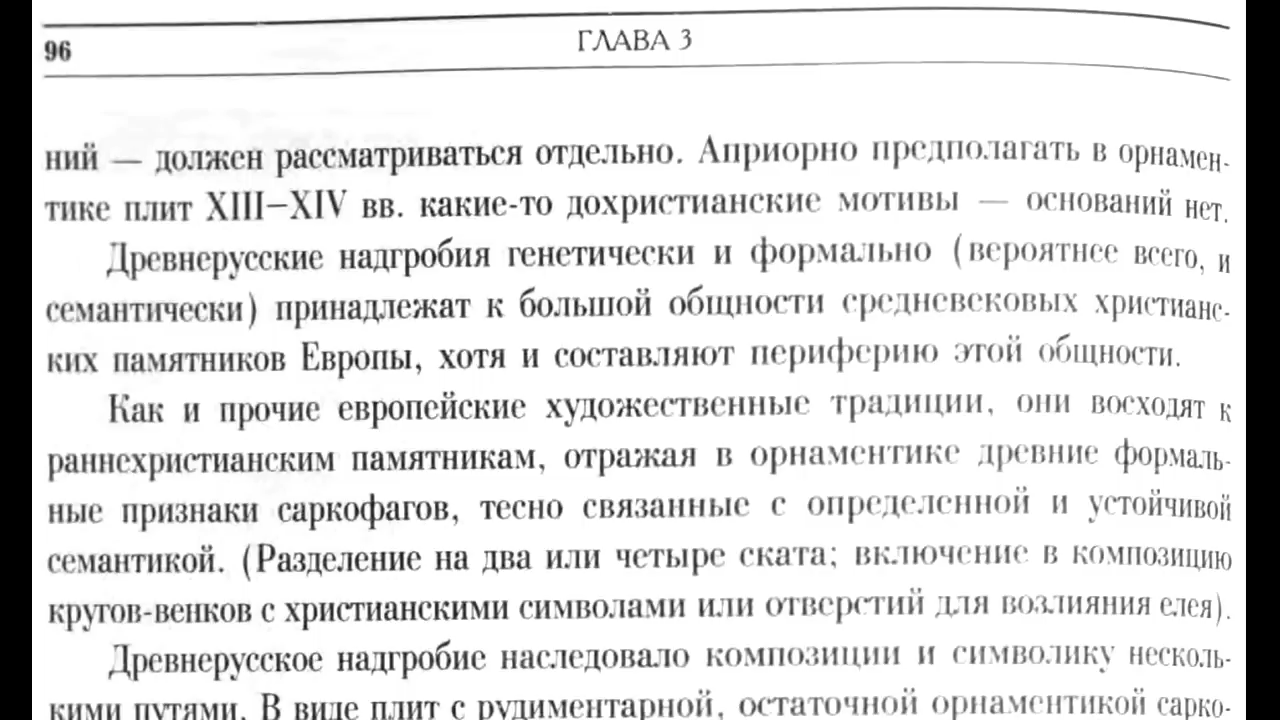 96
ГЛАВА 3
ний — должен рассматриваться отдельно. Априорно предполагать в орнамен-
тике плит XIII—XIV вв. какие-то дохристианские мотивы — оснований нет.
Древнерусские надгробия генетически и формально (вероятнее всего, и
семантически) принадлежат к большой общности средневековых христианс-
ких памятников Европы, хотя и составляют периферию этой общности.
Как и прочие европейские художественные традиции, они восходят к
раннехристианским памятникам, отражая в орнаментике древние формаль-
ные признаки саркофагов, тесно связанные с определенной и устойчивой
семантикой. (Разделение на два или четыре ската; включение в композицию
кругов-венков с христианскими символами или отверстий для возлияния елея).
Древнерусское надгробие наследовало композиции и символику несколь-
кими путями. В виде плит с рудиментарной, остаточной орнаментикой сарко-